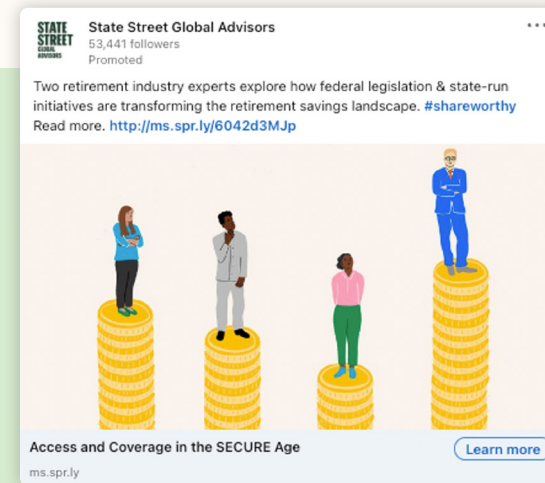 STATE
STREET
GLOBAL
ADVISORS
State Street Global Advisors
53,441 followers
Promoted
Two retirement industry experts explore how federal legislation & state-run
initiatives are transforming the retirement savings landscape. #shareworthy
Read more. http://ms.spr.ly/6042d3MJp
Access and Coverage in the SECURE Age
Learn more
ms.spr.ly